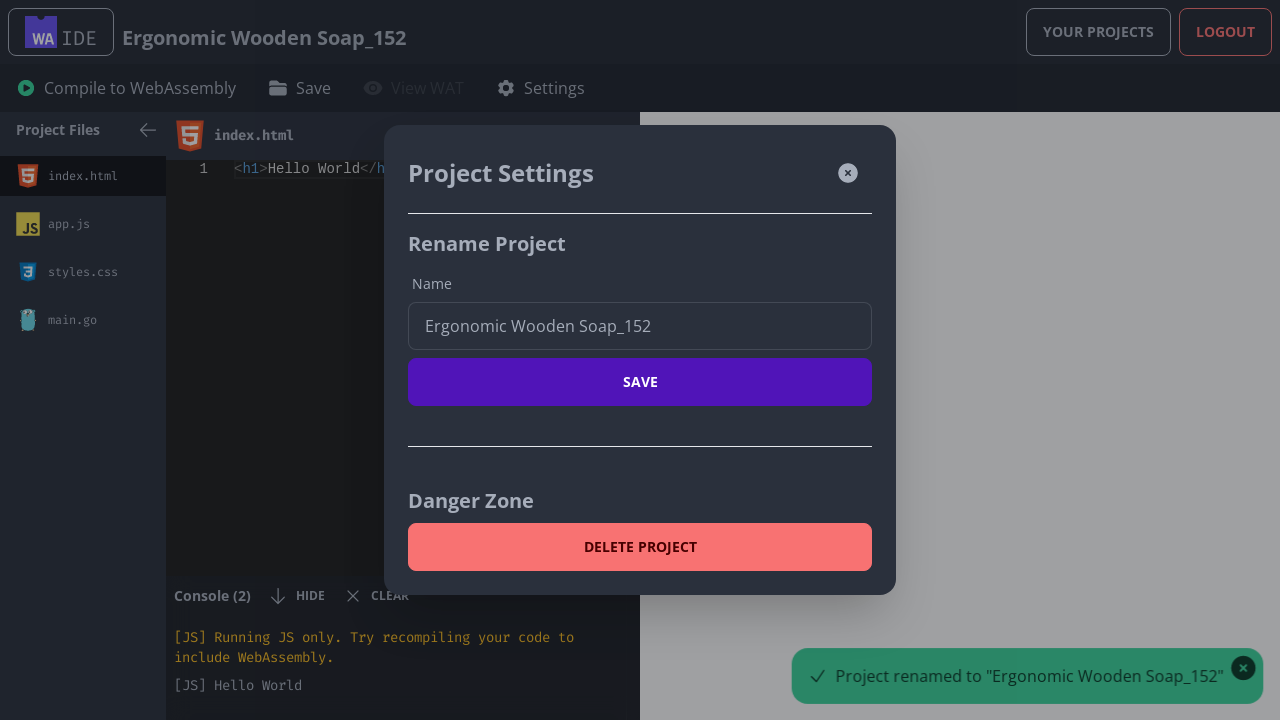 WA IDE
Ergonomic Wooden Soap_152
YOUR PROJECTS
LOGOUT
Compile to WebAssembly
Save
View WAT
Settings
Project Files
index.html
app.js
styles.css
main.go
index.html
1 <h1>Hello World</h
Project Settings
Rename Project
Name
Ergonomic Wooden Soap_152
SAVE
Danger Zone
DELETE PROJECT
Console (2)
HIDE
CLEAR
[JS] Running JS only. Try recompiling your code to
include WebAssembly.
[JS] Hello World
Project renamed to "Ergonomic Wooden Soap_152"